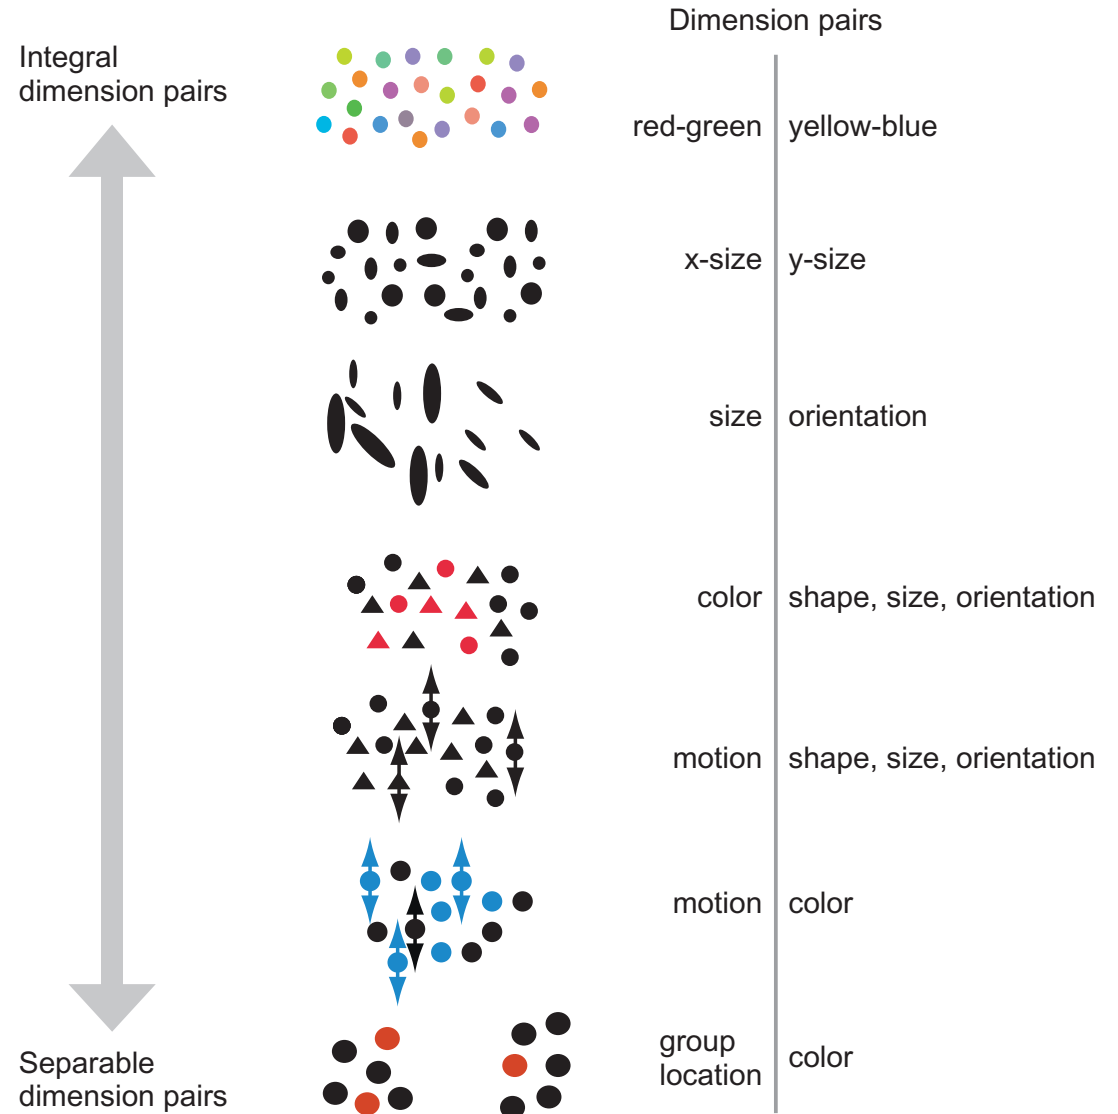 Dimension pairs
Integral
dimension pairs
red-green yellow-blue
x-size y-size
size orientation
color shape, size, orientation
motion shape, size, orientation
motion color
group
location color
Separable
dimension pairs